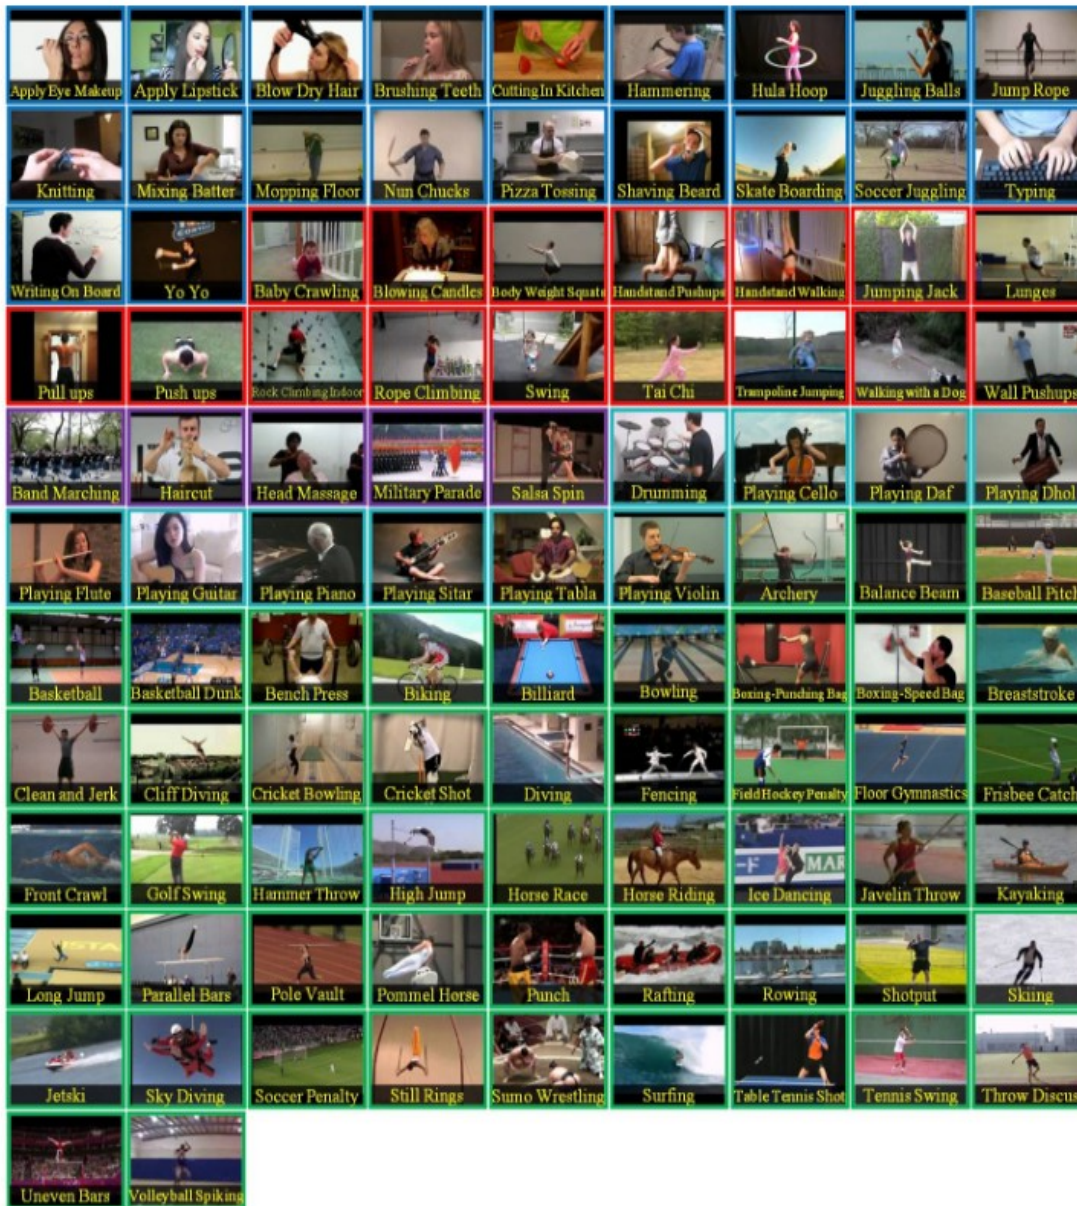 Apply Eye Makeup
Apply Lipstick
Blow Dry Hair
Brushing Teeth
Cutting In Kitchen
Hammering
Hula Hoop
Juggling Balls
Jump Rope
Knitting
Mixing Batter
Mopping Floor
Nun Chucks
Pizza Tossing
Shaving Beard
Skate Boarding
Soccer Juggling
Typing
Writing On Board
Yo Yo
Baby Crawling
Blowing Candles
Body Weight Squats
Handstand Pushups
Handstand Walking
Jumping Jack
Lunges
Pull ups
Push ups
Rock Climbing Indoor
Rope Climbing
Swing
Tai Chi
Trampoline Jumping
Walking with a Dog
Wall Pushups
Band Marching
Haircut
Head Massage
Military Parade
Salsa Spin
Drumming
Playing Cello
Playing Daf
Playing Dhol
Playing Flute
Playing Guitar
Playing Piano
Playing Sitar
Playing Tabla
Playing Violin
Archery
Balance Beam
Baseball Pitch
Basketball
Basketball Dunk
Bench Press
Biking
Billiard
Bowling
Boxing-Punching Bag
Boxing-Speed Bag
Breaststroke
Clean and Jerk
Cliff Diving
Cricket Bowling
Cricket Shot
Diving
Fencing
Field Hockey Penalty
Floor Gymnastics
Frisbee Catch
Front Crawl
Golf Swing
Hammer Throw
High Jump
Horse Race
Horse Riding
MAR
Ice Dancing
Javelin Throw
Kayaking
Long Jump
Parallel Bars
Pole Vault
Pommel Horse
Punch
Rafting
Rowing
Shotput
Skiing
Jetski
Sky Diving
Soccer Penalty
Still Rings
Sumo Wrestling
Surfing
Table Tennis Shot
Tennis Swing
Throw Discus
Uneven Bars
Volleyball Spiking